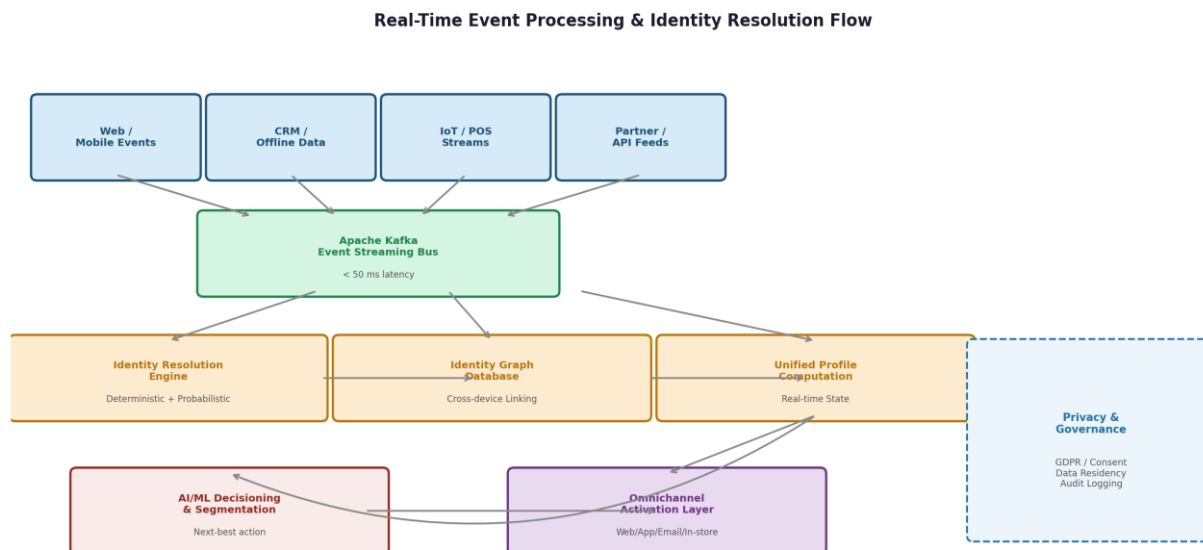 Real-Time Event Processing & Identity Resolution Flow
Web /
Mobile Events
CRM /
Offline Data
IoT / POS
Streams
Partner /
API Feeds
Apache Kafka
Event Streaming Bus
< 50 ms latency
Identity Resolution
Engine
Deterministic + Probabilistic
Identity Graph
Database
Cross-device Linking
Unified Profile
Computation
Real-time State
Privacy &
Governance
GDPR / Consent
Data Residency
Audit Logging
AI/ML Decisioning
& Segmentation
Next-best action
Omnichannel
Activation Layer
Web/App/Email/In-store